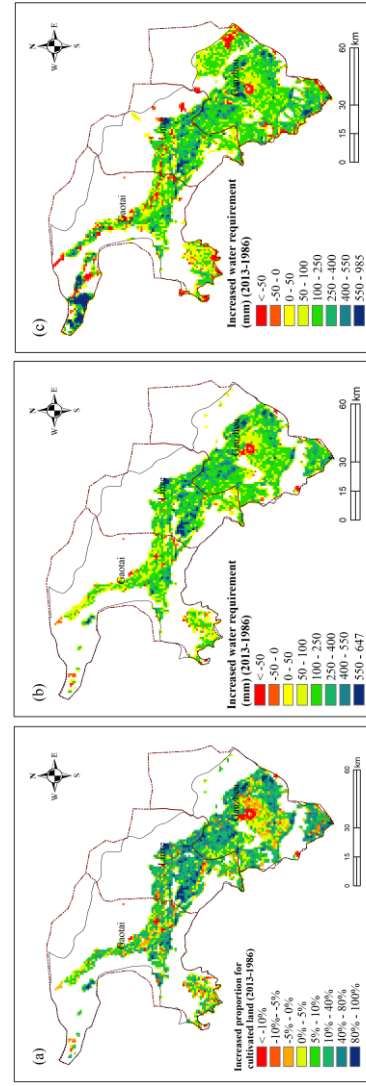 (a)
N
W E
S
Gaotai
Linze
Ganzhou
Increased proportion for
cultivated land (2013-1986)
< -10%
-10%--5%
-5% - 0%
0% - 5%
5% - 10%
10% - 40%
40% - 80%
80% - 100%
0 15 30 60
km
(b)
N
W E
S
Gaotai
Linze
Ganzhou
Increased water requirement
(mm) (2013-1986)
< -50
-50 - 0
0 - 50
50 - 100
100 - 250
250 - 400
400 - 550
550 - 647
0 15 30 60
km
(c)
N
W E
S
Gaotai
Linze
Ganzhou
Increased water requirement
(mm) (2013-1986)
< -50
-50 - 0
0 - 50
50 - 100
100 - 250
250 - 400
400 - 550
550 - 985
0 15 30 60
km